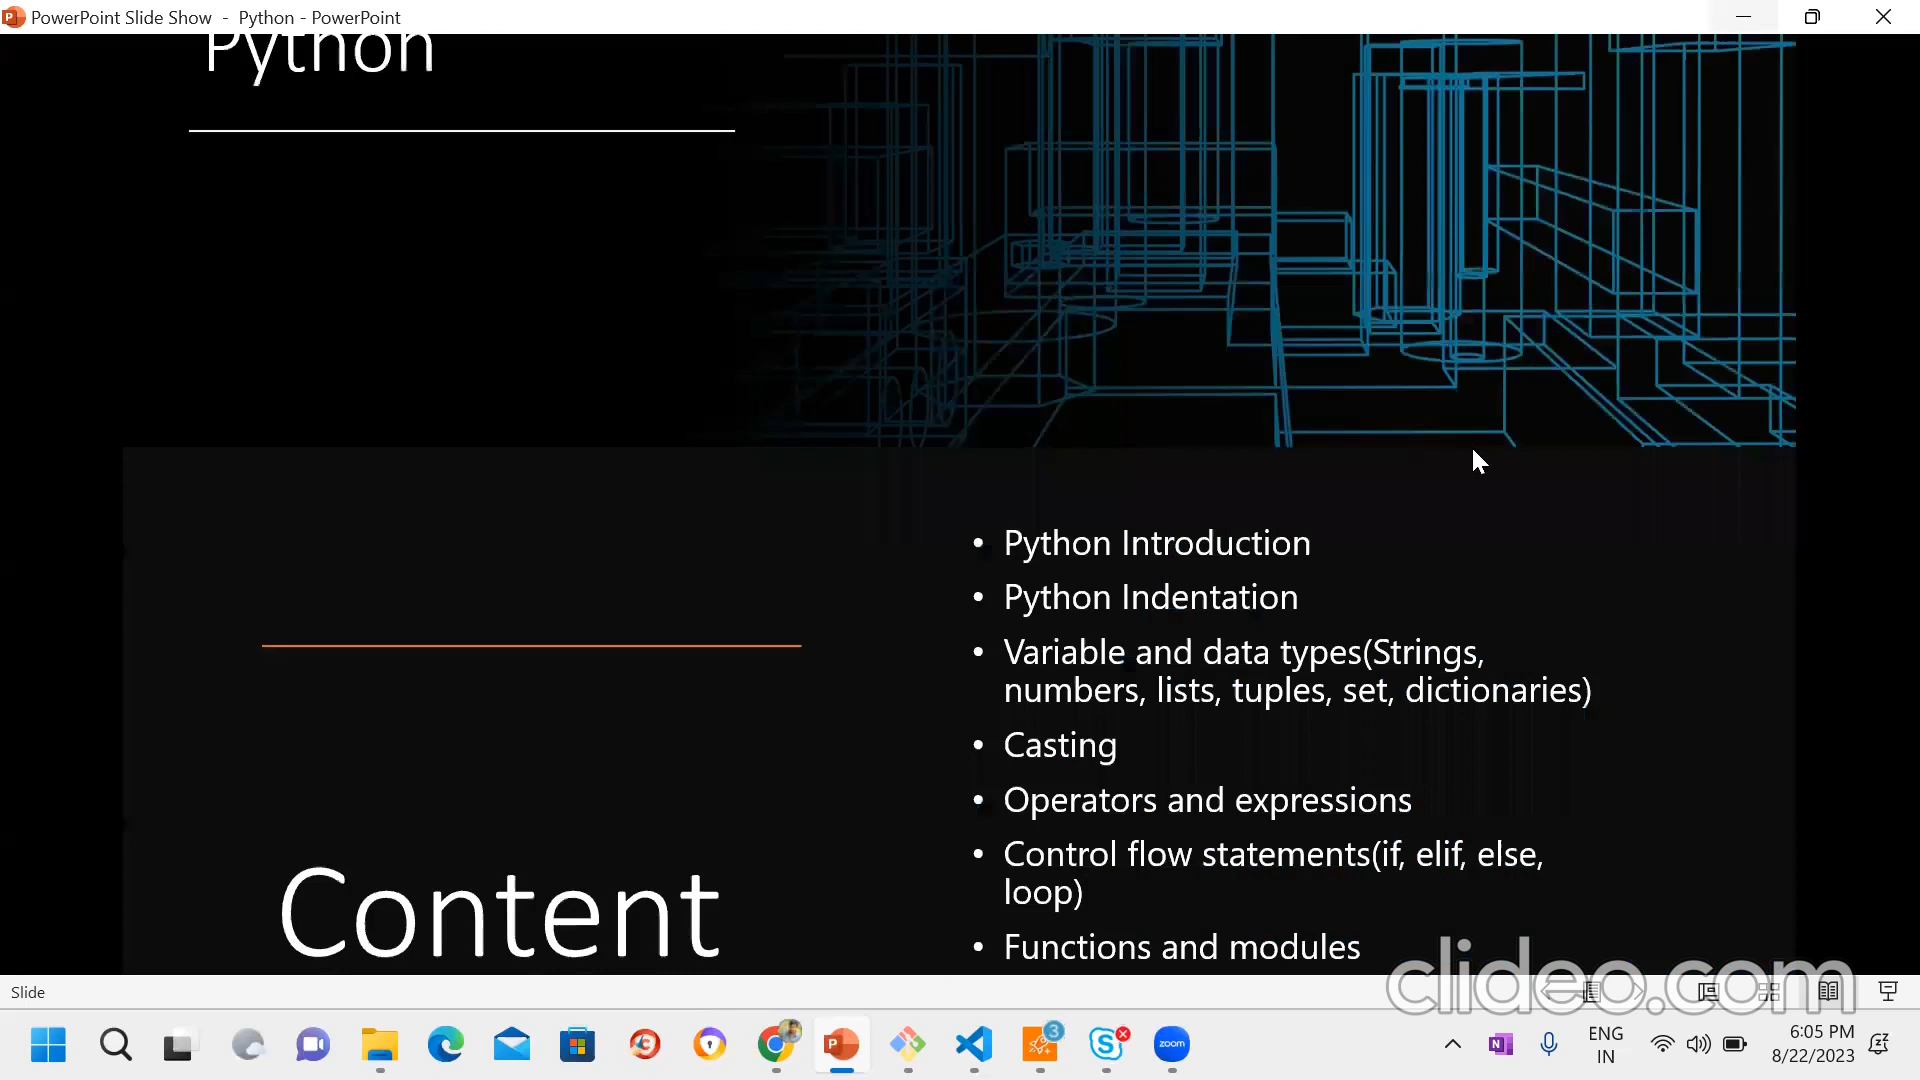 PowerPoint Slide Show - Python - PowerPoint
Python
• Python Introduction
• Python Indentation
• Variable and data types(Strings,
numbers, lists, tuples, set, dictionaries)
• Casting
• Operators and expressions
• Control flow statements(if, elif, else,
loop)
• Functions and modules
Content
clideo.com
Slide
3
zoom
ENG
IN
6:05 PM
8/22/2023